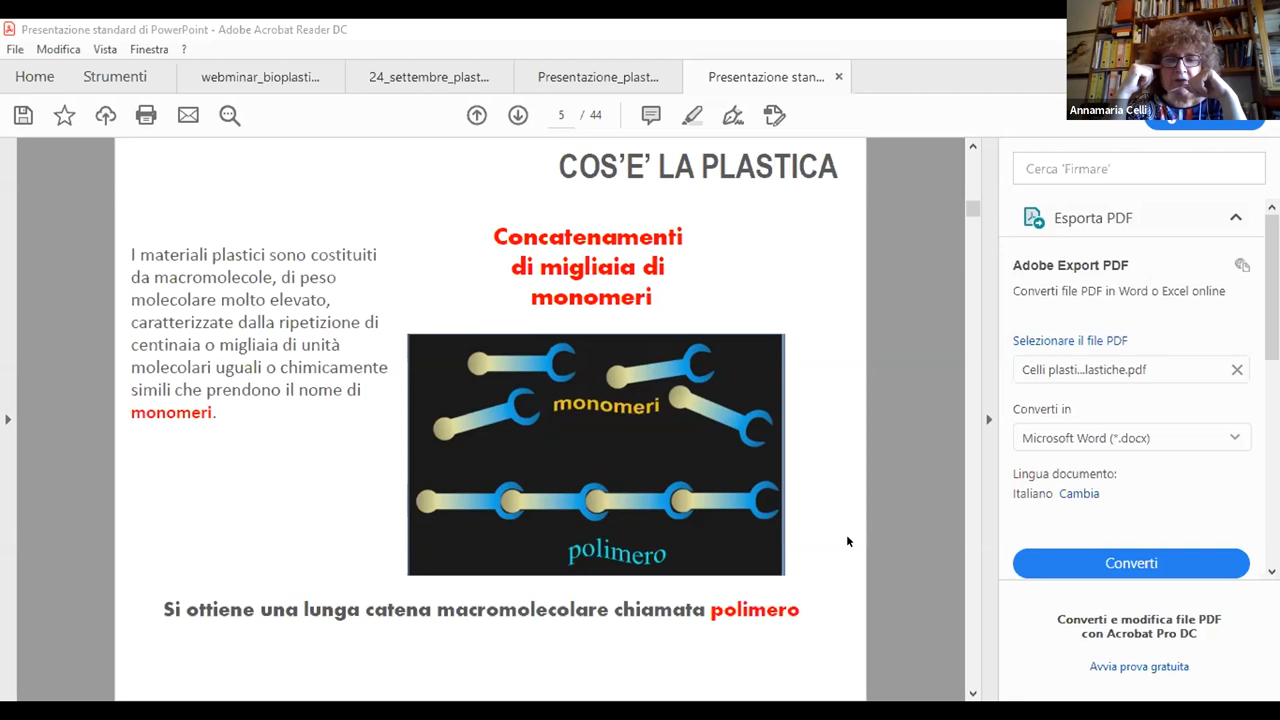 Presentazione standard di PowerPoint - Adobe Acrobat Reader DC
File Modifica Vista Finestra ?
Home Strumenti webminar_bioplasti... 24_settembre_plast... Presentazione_plast... Presentazione stan... ×
5 / 44
Annamaria Celli
COS'E' LA PLASTICA
I materiali plastici sono costituiti
da macromolecole, di peso
molecolare molto elevato,
caratterizzate dalla ripetizione di
centinaia o migliaia di unità
molecolari uguali o chimicamente
simili che prendono il nome di
monomeri.
Concatenamenti
di migliaia di
monomeri
monomeri
polimero
Si ottiene una lunga catena macromolecolare chiamata polimero
Cerca 'Firmare'
Esporta PDF
Adobe Export PDF
Converti file PDF in Word o Excel online
Selezionare il file PDF
Celli plasti...lastiche.pdf
Converti in
Microsoft Word (*.docx)
Lingua documento:
Italiano Cambia
Converti
Converti e modifica file PDF
con Acrobat Pro DC
Avvia prova gratuita